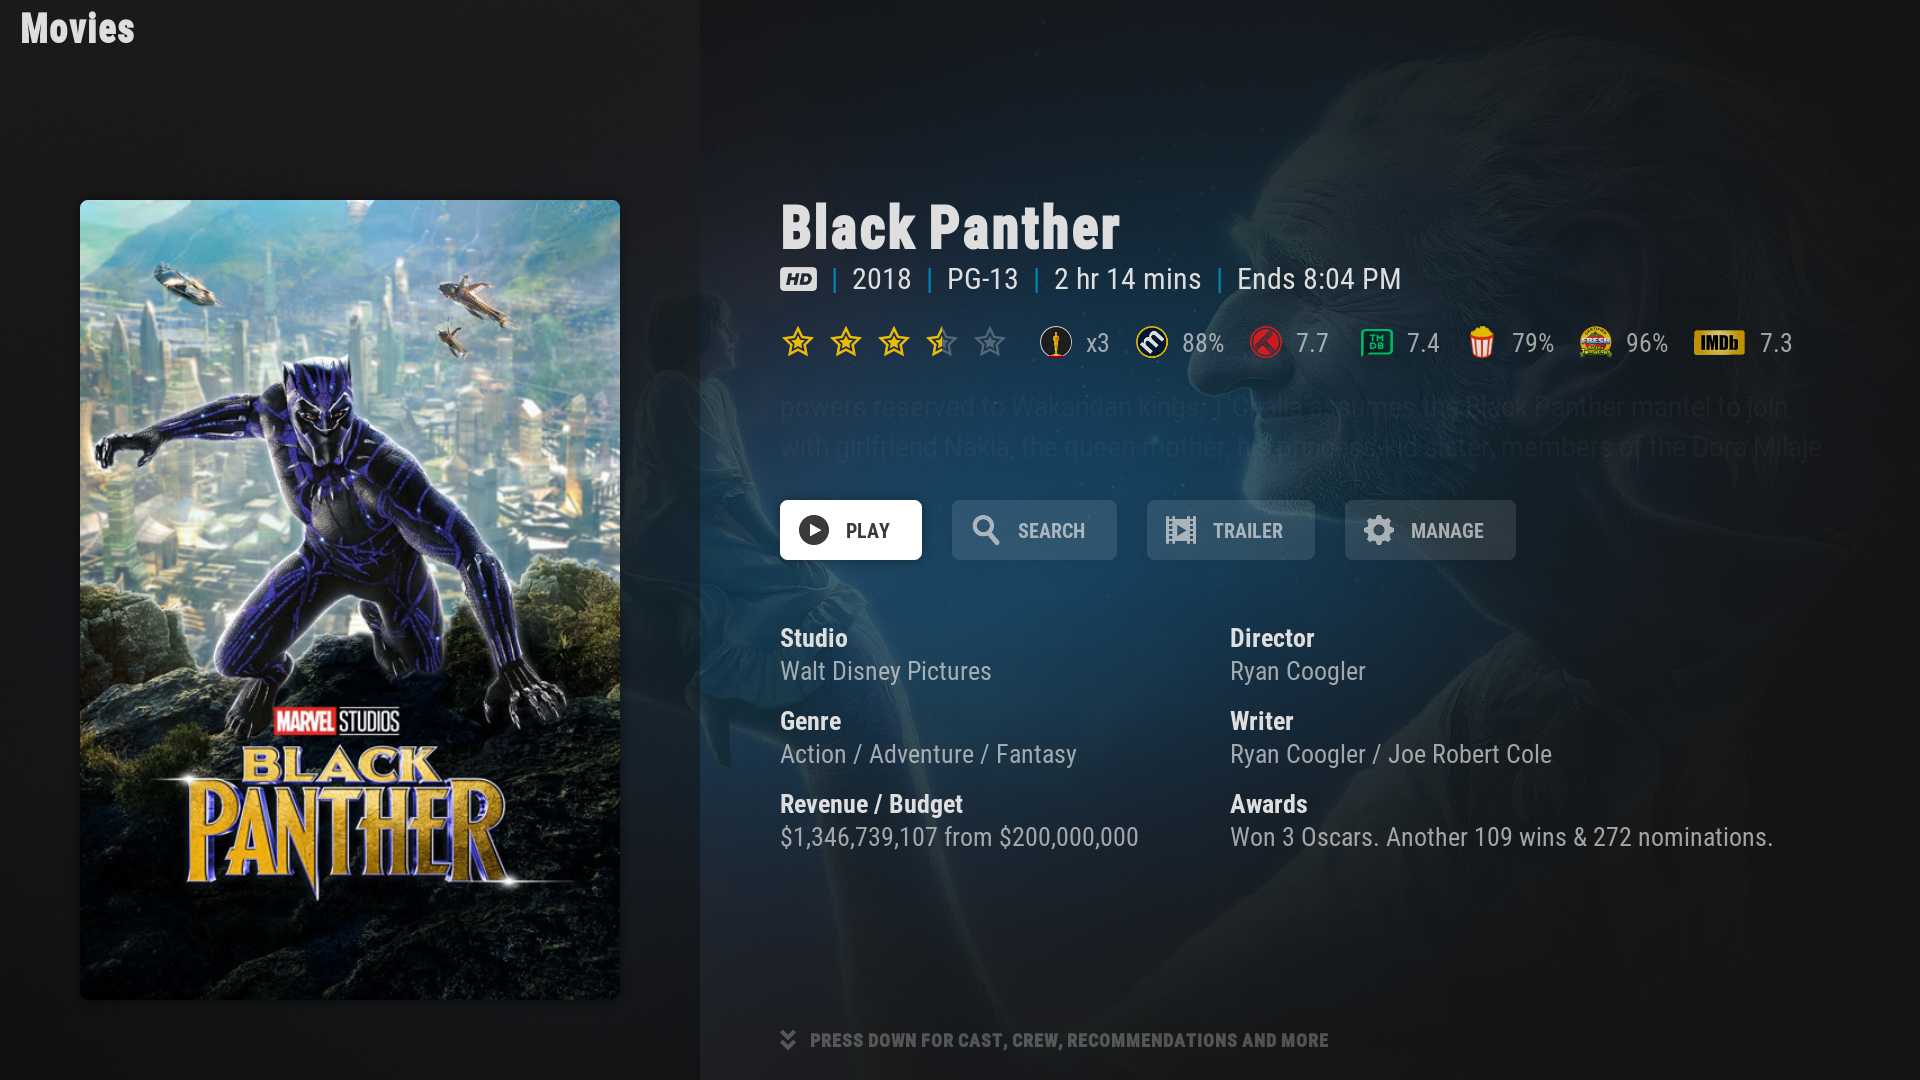 Movies
Black Panther
HD | 2018 | PG-13 | 2 hr 14 mins | Ends 8:04 PM
x3 m 88% 7.7 TMDB 7.4 79% FRESH 96% IMDb 7.3
powers reserved to Wakandan kings; T'Challa assumes the Black Panther mantel to join
with girlfriend Nakia, the queen-mother, his princess-kid sister, members of the Dora Milaje
PLAY SEARCH TRAILER MANAGE
Studio
Walt Disney Pictures
Director
Ryan Coogler
Genre
Action / Adventure / Fantasy
Writer
Ryan Coogler / Joe Robert Cole
Revenue / Budget
$1,346,739,107 from $200,000,000
Awards
Won 3 Oscars. Another 109 wins & 272 nominations.
MARVEL STUDIOS
BLACK
PANTHER
PRESS DOWN FOR CAST, CREW, RECOMMENDATIONS AND MORE